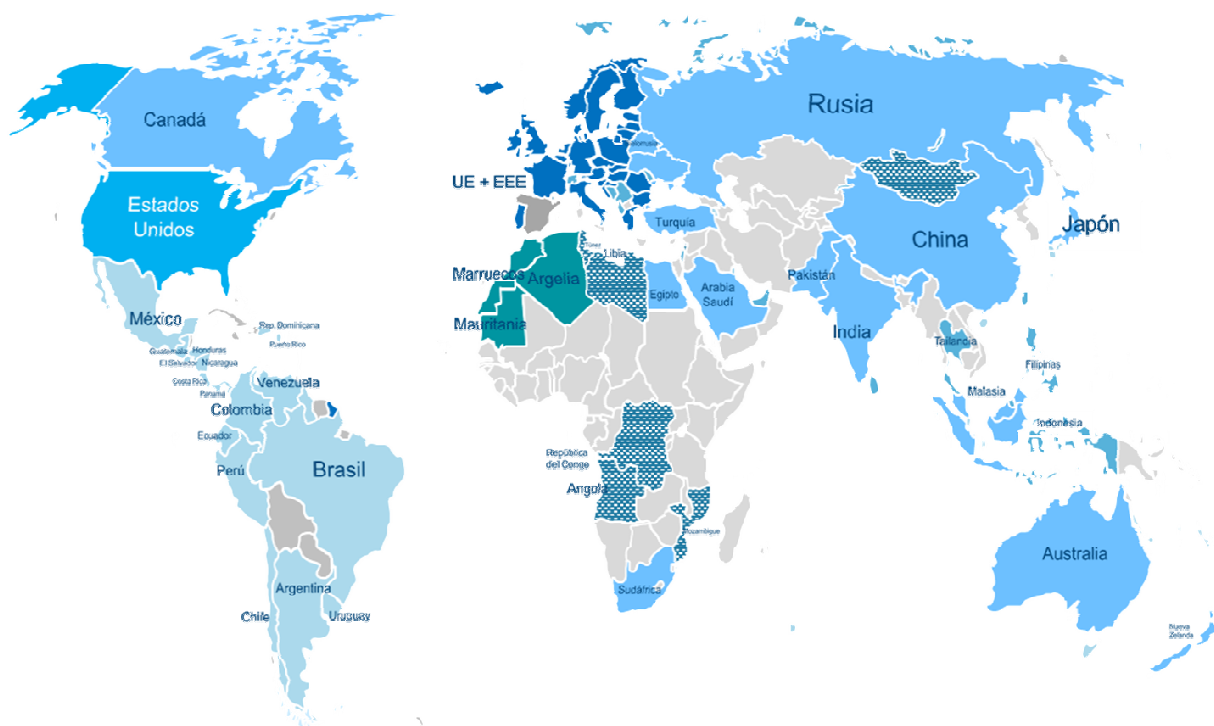 Canadá
Rusia
Bielorrusia
UE + EEE
Estados
Unidos
Turquía
Japón
China
Túnez
Libia
Marruecos
Argelia
Pakistán
Arabia
Saudí
Egipto
México
Mauritania
India
Rep. Dominicana
Puerto Rico
Tailandia
Guatemala
Honduras
El Salvador
Nicaragua
Filipinas
Costa Rica
Panamá
Venezuela
Malasia
Colombia
Indonesia
Ecuador
República
del Congo
Perú
Brasil
Angola
Mozambique
Australia
Argentina
Sudáfrica
Chile
Uruguay
Nueva
Zelanda